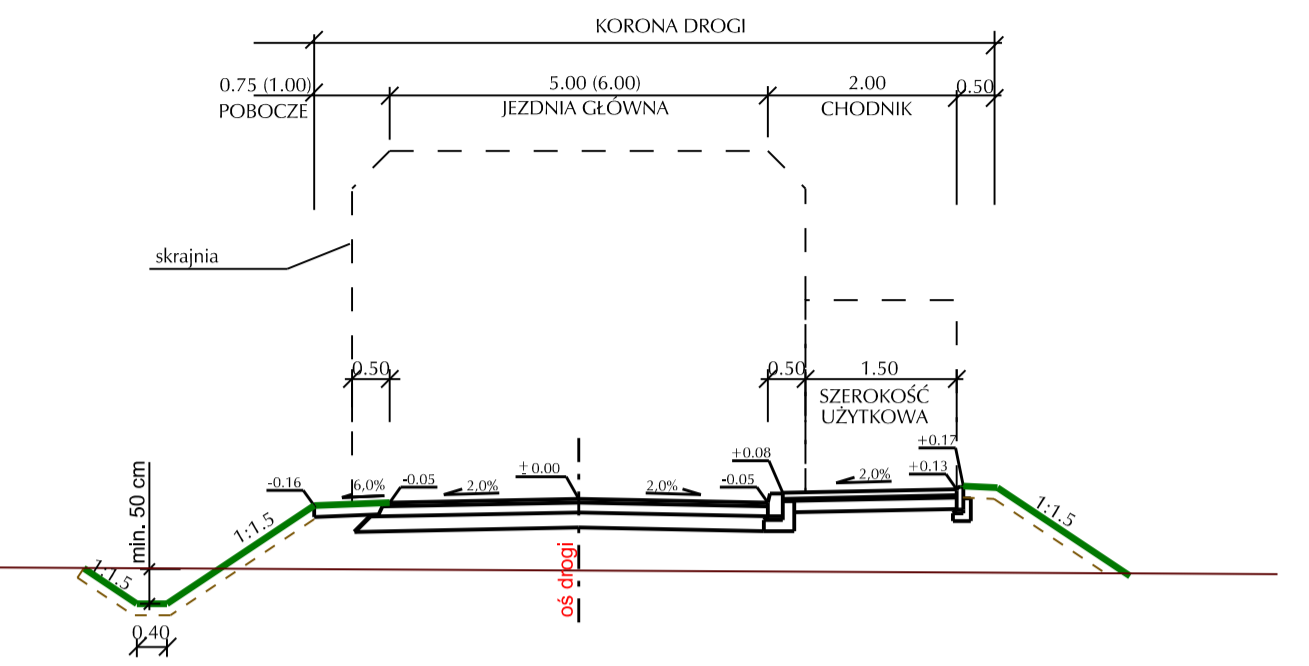 KORONA DROGI
0.75 (1.00)
5.00 (6.00)
2.00
0.50
POBOCZE
JEZDNIA GŁÓWNA
CHODNIK
skrajnia
0.50
0.50
1.50
SZEROKOŚĆ
UŻYTKOWA
+0.17
+0.08
+0.13
-0.16
6,0%
-0.05
2,0%
±0.00
2,0%
-0.05
2,0%
min. 50 cm
1:1.5
1:1.5
1:1.5
oś drogi
0.40